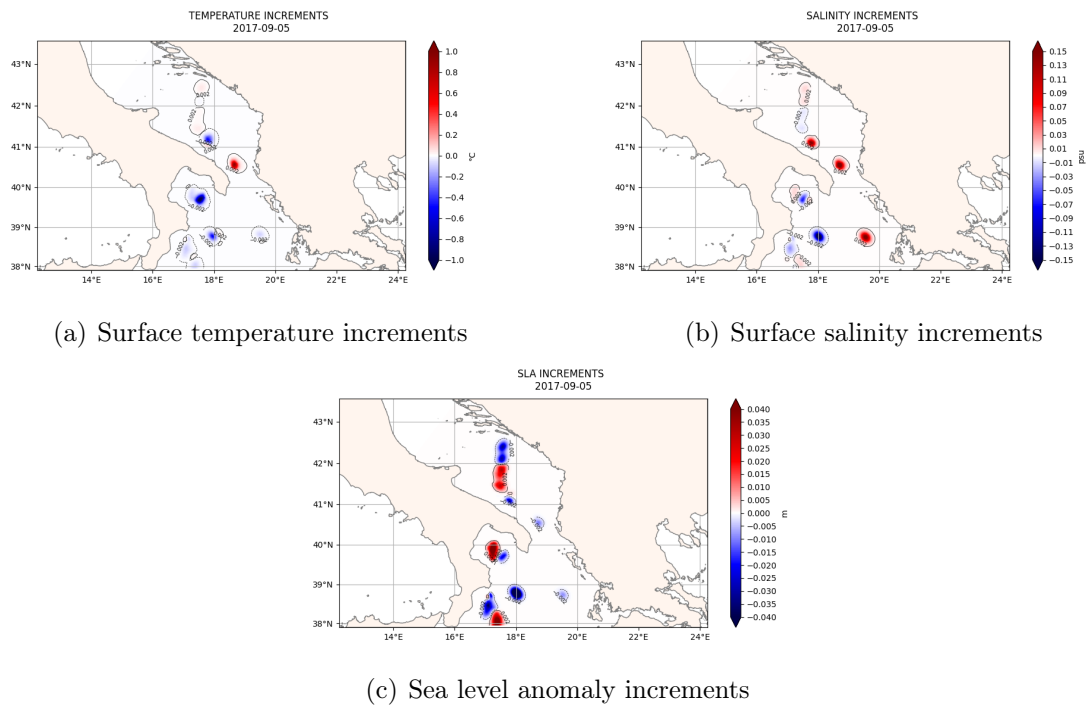 TEMPERATURE INCREMENTS
2017-09-05
43°N
42°N
41°N
40°N
39°N
38°N
14°E 16°E 18°E 20°E 22°E 24°E
1.0
0.8
0.6
0.4
0.2
0.0
−0.2
−0.4
−0.6
−0.8
−1.0
°C
(a) Surface temperature increments
SALINITY INCREMENTS
2017-09-05
43°N
42°N
41°N
40°N
39°N
38°N
14°E 16°E 18°E 20°E 22°E 24°E
0.15
0.13
0.11
0.09
0.07
0.05
0.03
0.01
−0.01
−0.03
−0.05
−0.07
−0.09
−0.11
−0.13
−0.15
psu
(b) Surface salinity increments
SLA INCREMENTS
2017-09-05
43°N
42°N
41°N
40°N
39°N
38°N
14°E 16°E 18°E 20°E 22°E 24°E
0.040
0.035
0.030
0.025
0.020
0.015
0.010
0.005
0.000
−0.005
−0.010
−0.015
−0.020
−0.025
−0.030
−0.035
−0.040
m
(c) Sea level anomaly increments